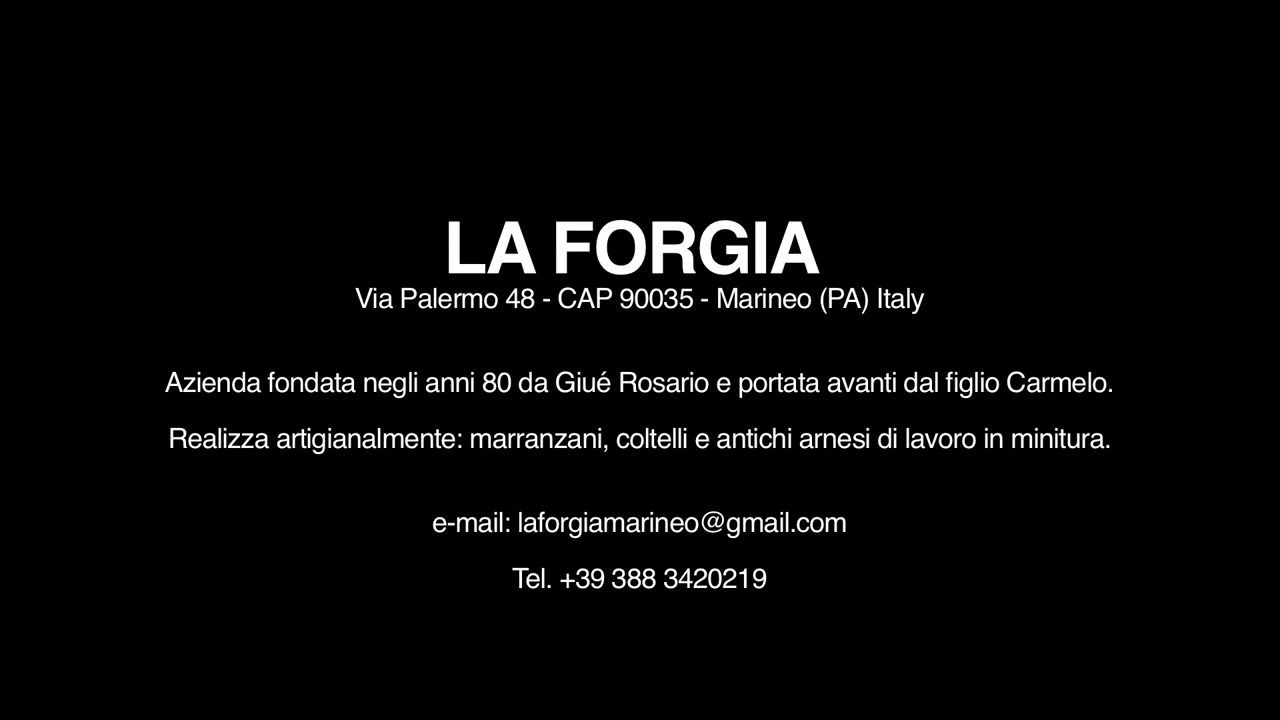 LA FORGIA
Via Palermo 48 - CAP 90035 - Marineo (PA) Italy
Azienda fondata negli anni 80 da Giué Rosario e portata avanti dal figlio Carmelo.
Realizza artigianalmente: marranzani, coltelli e antichi arnesi di lavoro in minitura.
e-mail: laforgiamarineo@gmail.com
Tel. +39 388 3420219